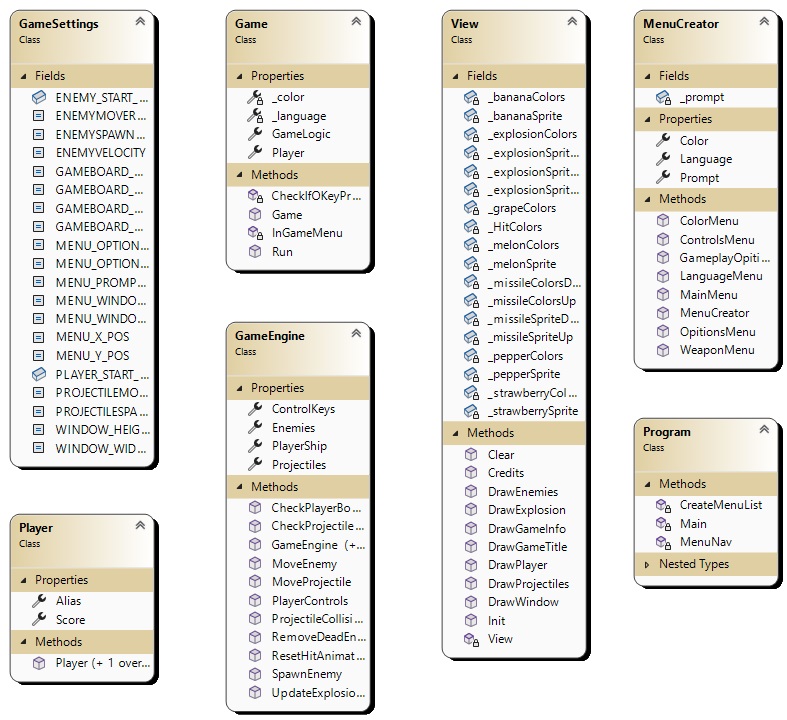 GameSettings
Class
Fields
ENEMY_START_...
ENEMYMOVER...
ENEMYSPAWN...
ENEMYVELOCITY
GAMEBOARD_...
GAMEBOARD_...
GAMEBOARD_...
GAMEBOARD_...
MENU_OPTION...
MENU_OPTION...
MENU_PROMP...
MENU_WINDO...
MENU_WINDO...
MENU_X_POS
MENU_Y_POS
PLAYER_START_...
PROJECTILEMO...
PROJECTILESPA...
WINDOW_HEIG...
WINDOW_WID...
Player
Class
Properties
Alias
Score
Methods
Player (+ 1 over...
Game
Class
Properties
_color
_language
GameLogic
Player
Methods
CheckIfOKeyPr...
Game
InGameMenu
Run
GameEngine
Class
Properties
ControlKeys
Enemies
PlayerShip
Projectiles
Methods
CheckPlayerBo...
CheckProjectile...
GameEngine (+...
MoveEnemy
MoveProjectile
PlayerControls
ProjectileCollisi...
RemoveDeadEn...
ResetHitAnimat...
SpawnEnemy
UpdateExplosio...
View
Class
Fields
_bananaColors
_bananaSprite
_explosionColors
_explosionSprit...
_explosionSprit...
_explosionSprit...
_grapeColors
_HitColors
_melonColors
_melonSprite
_missileColorsD...
_missileColorsUp
_missileSpriteD...
_missileSpriteUp
_pepperColors
_pepperSprite
_strawberryCol...
_strawberrySprite
Methods
Clear
Credits
DrawEnemies
DrawExplosion
DrawGameInfo
DrawGameTitle
DrawPlayer
DrawProjectiles
DrawWindow
Init
View
MenuCreator
Class
Fields
_prompt
Properties
Color
Language
Prompt
Methods
ColorMenu
ControlsMenu
GameplayOpiti...
LanguageMenu
MainMenu
MenuCreator
OpitionsMenu
WeaponMenu
Program
Class
Methods
CreateMenuList
Main
MenuNav
Nested Types